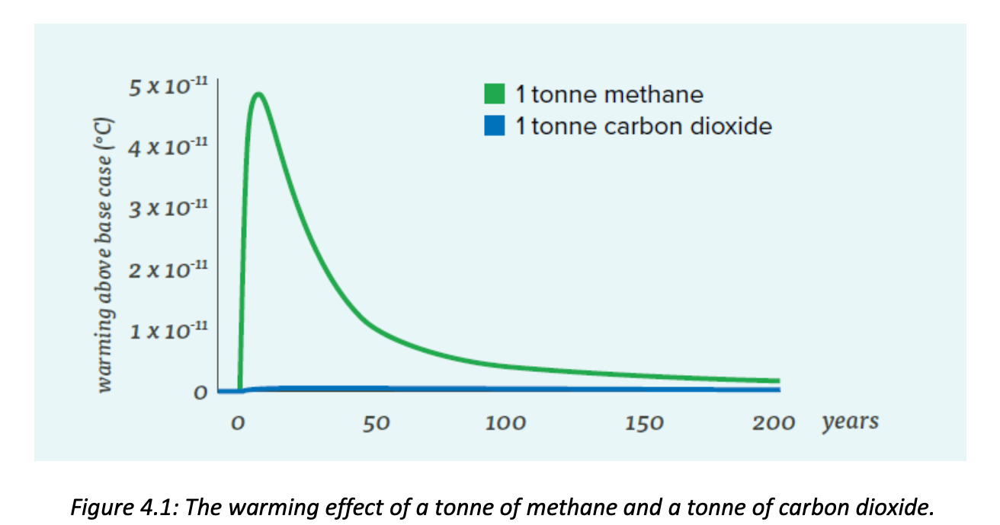 5 x 10⁻¹¹
4 x 10⁻¹¹
3 x 10⁻¹¹
2 x 10⁻¹¹
1 x 10⁻¹¹
0
warming above base case (°C)
1 tonne methane
1 tonne carbon dioxide
0 50 100 150 200 years
Figure 4.1: The warming effect of a tonne of methane and a tonne of carbon dioxide.